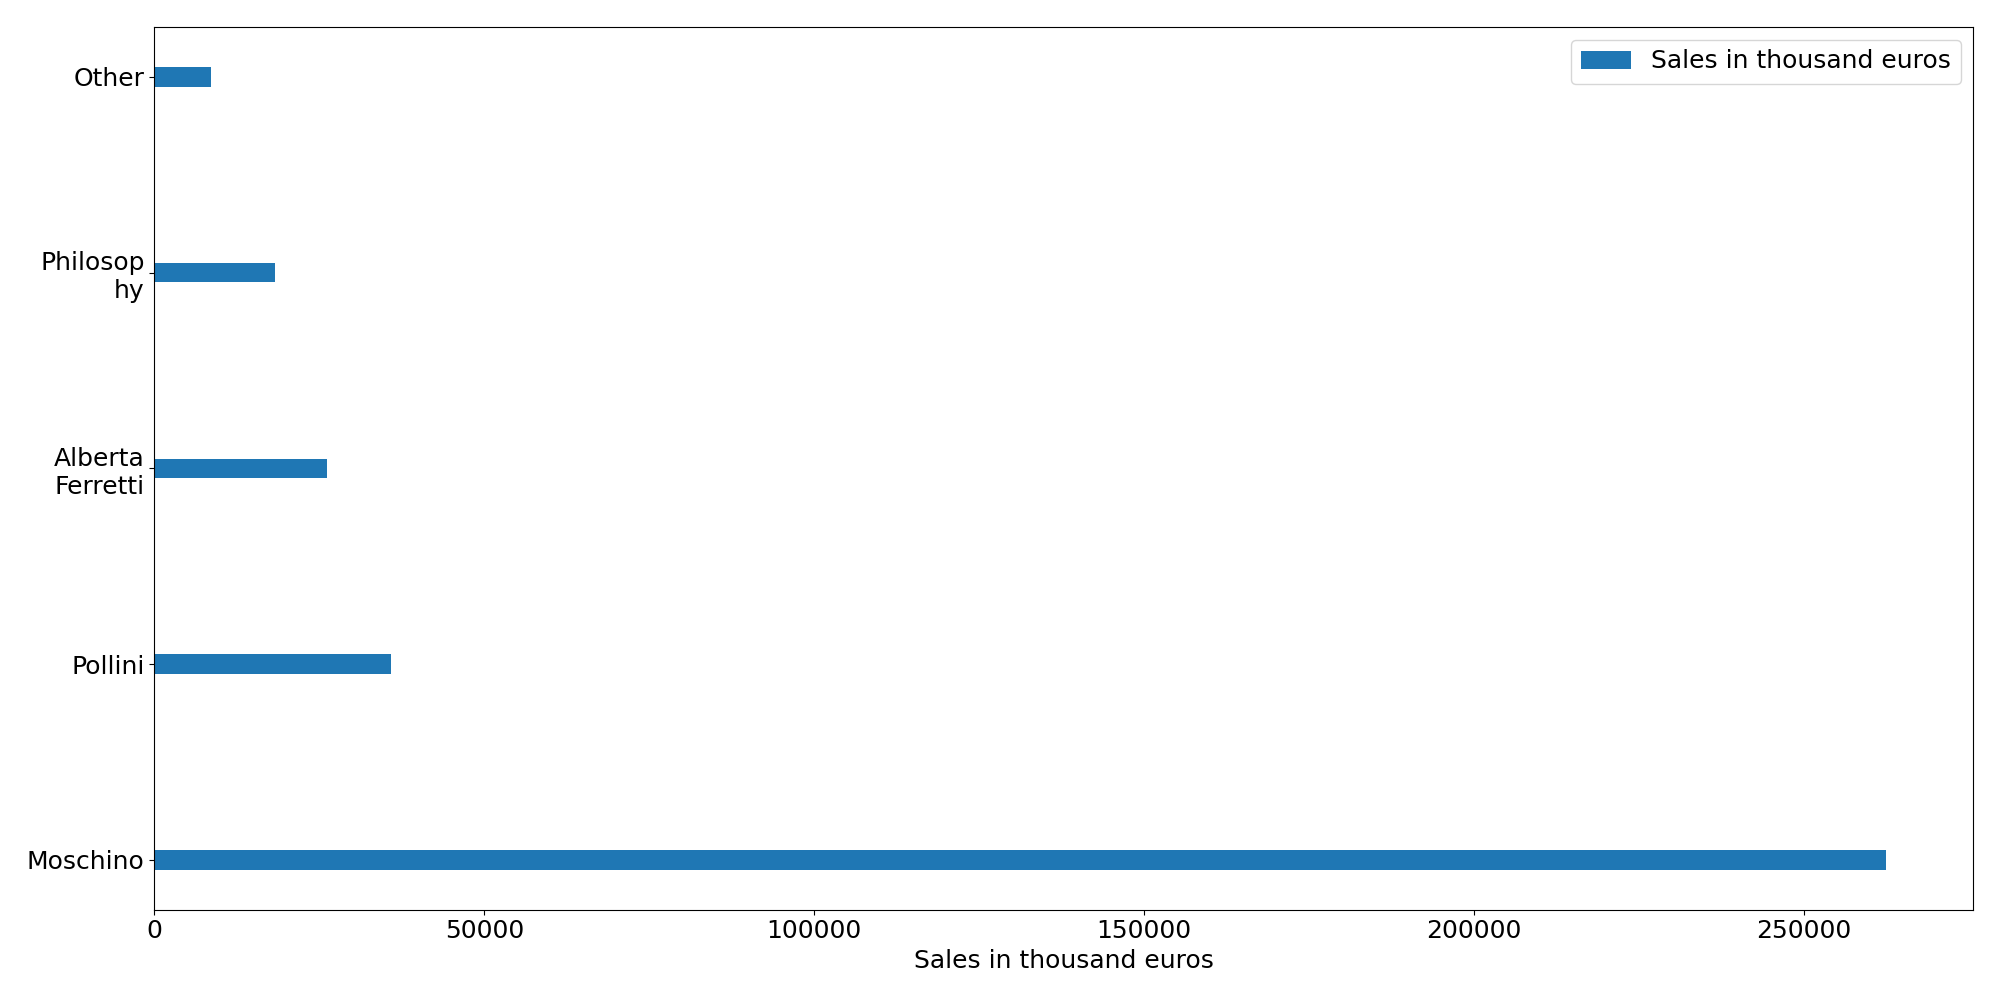 Sales in thousand euros
Other
Philosop
hy
Alberta
Ferretti
Pollini
Moschino
0 50000 100000 150000 200000 250000
Sales in thousand euros